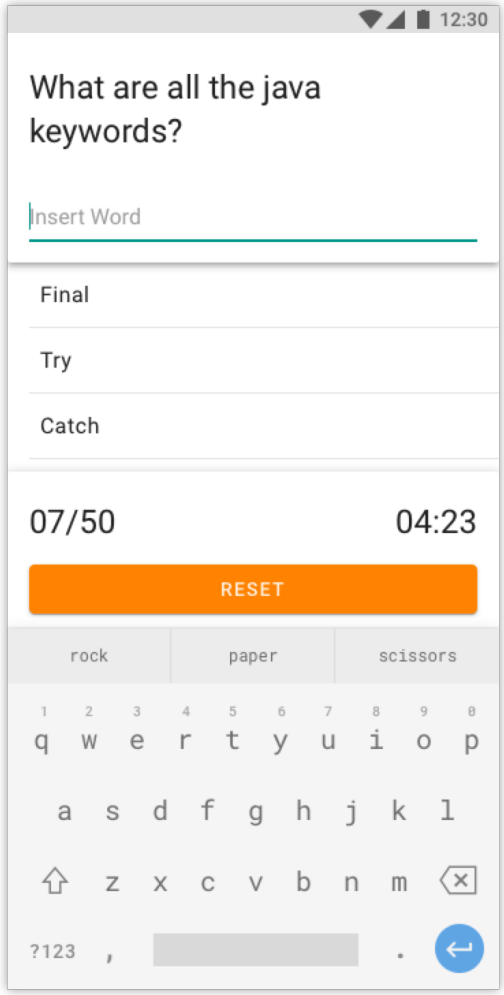 12:30
What are all the java
keywords?
Insert Word
Final
Try
Catch
07/50 04:23
RESET
rock paper scissors
1 2 3 4 5 6 7 8 9 0
q w e r t y u i o p
a s d f g h j k l
z x c v b n m
?123 , .